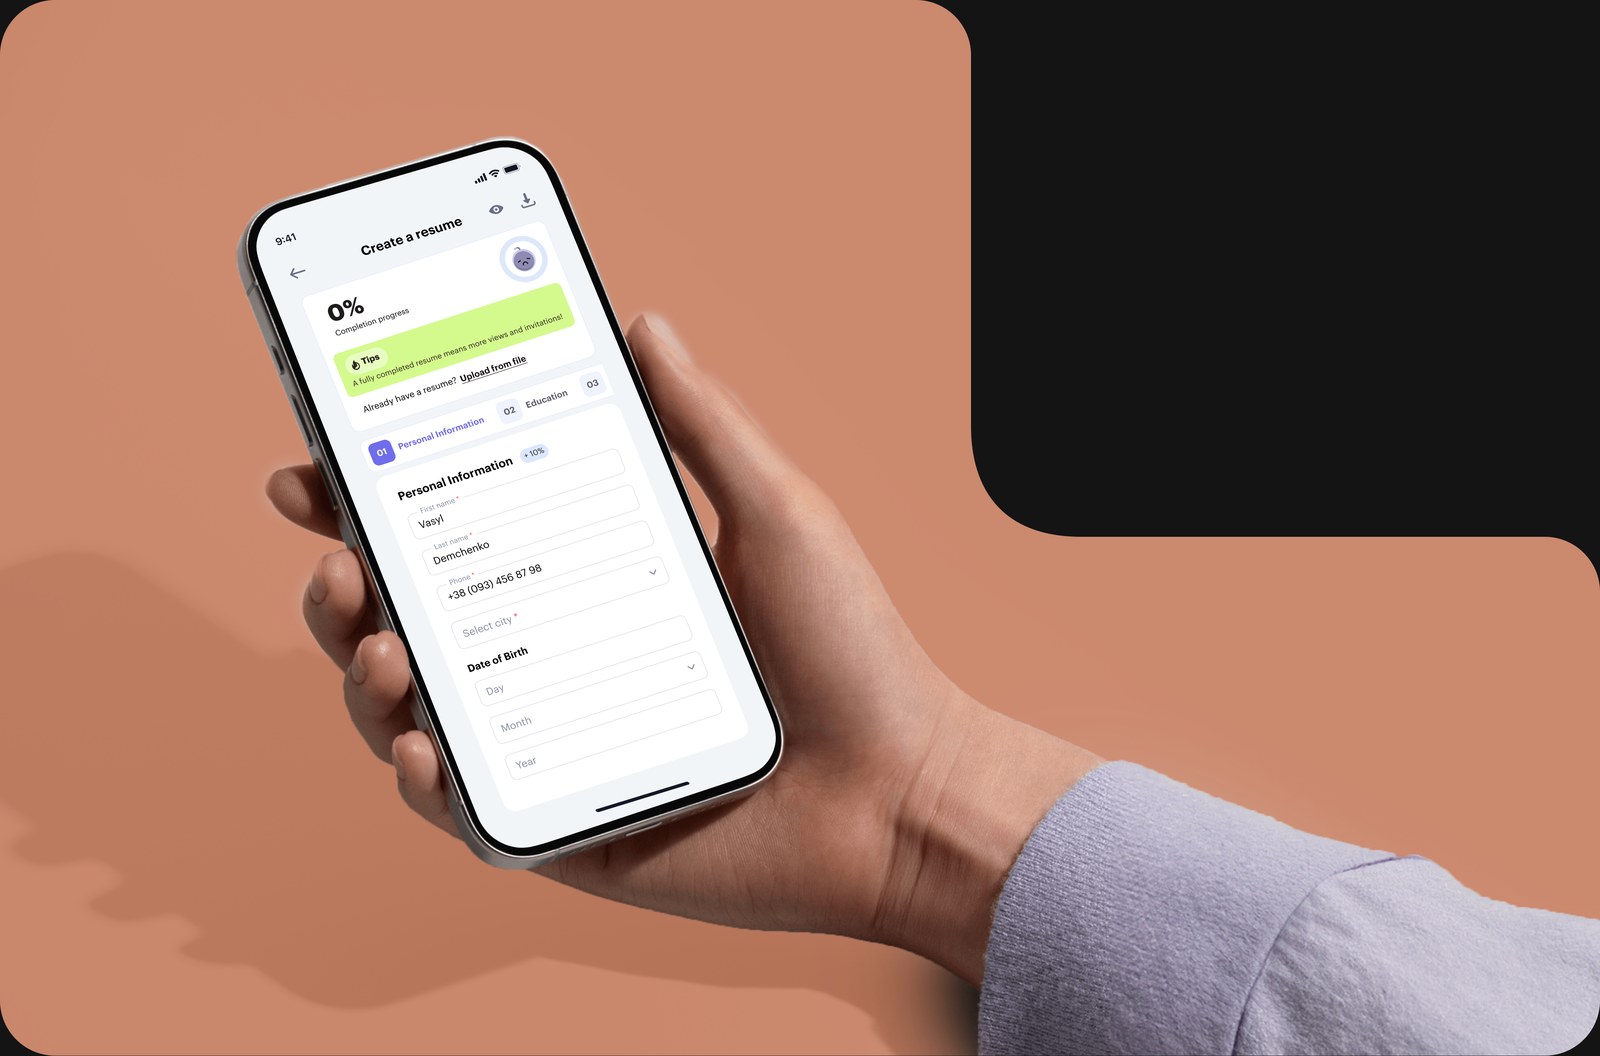 9:41
Create a resume
0%
Completion progress
Tips
A fully completed resume means more views and invitations!
Already have a resume? Upload from file
01 Personal Information 02 Education 03
Personal Information +10%
First name *
Vasyl
Last name *
Demchenko
Phone *
+38 (093) 456 87 98
Select city *
Date of Birth
Day
Month
Year